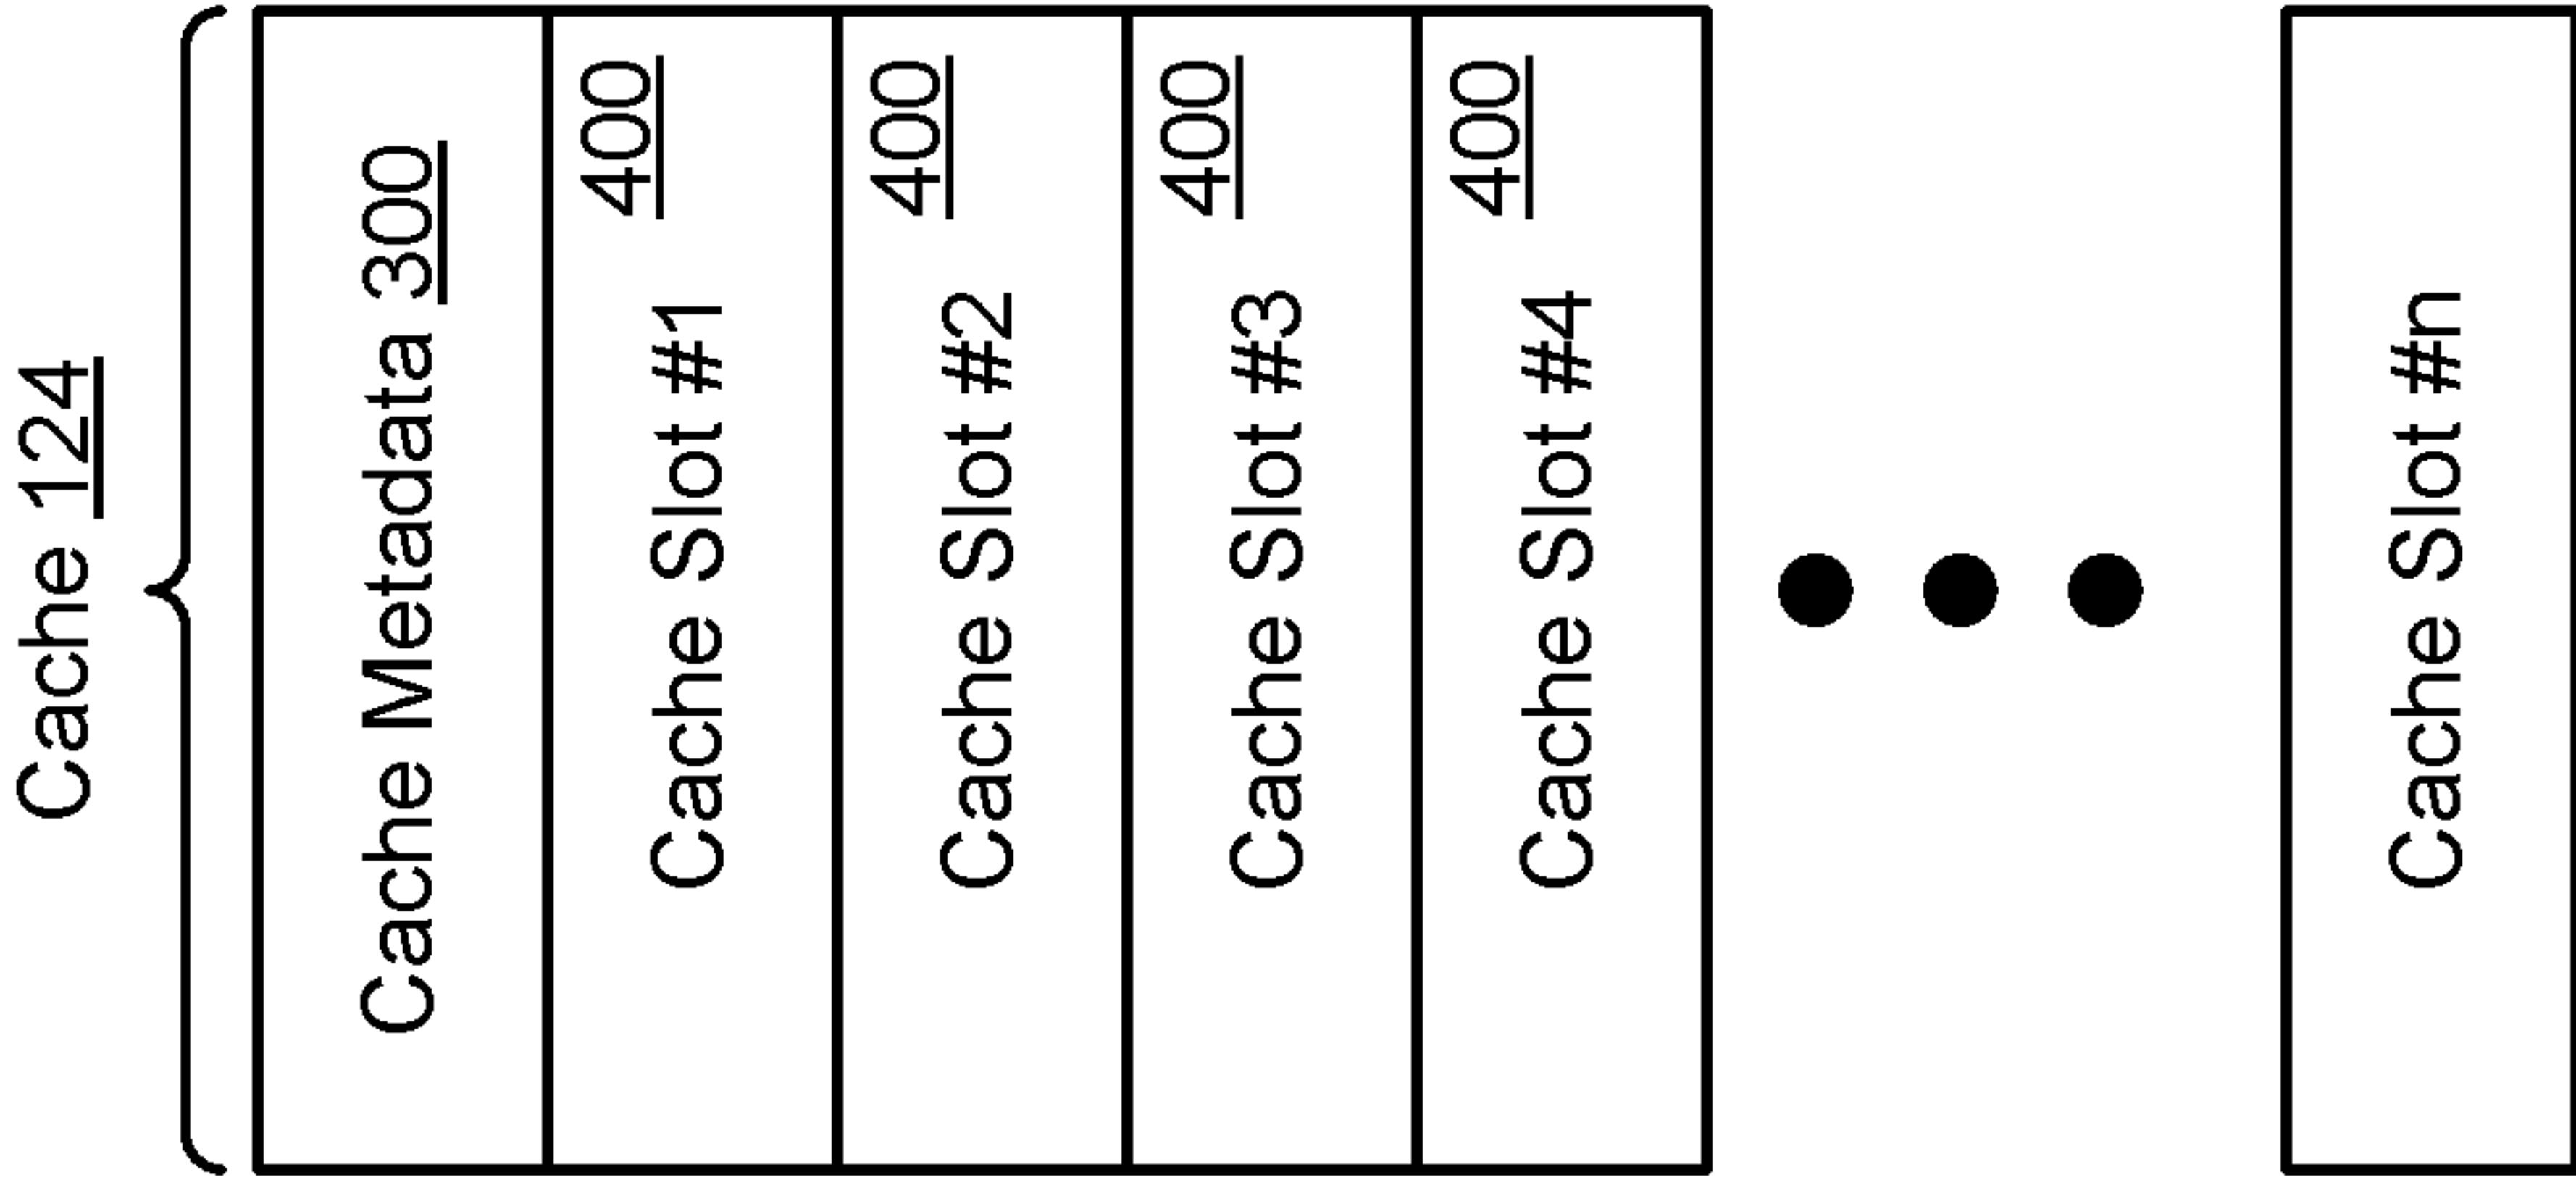 Cache 124
Cache Metadata 300
400
Cache Slot #1
400
Cache Slot #2
400
Cache Slot #3
400
Cache Slot #4
Cache Slot #n